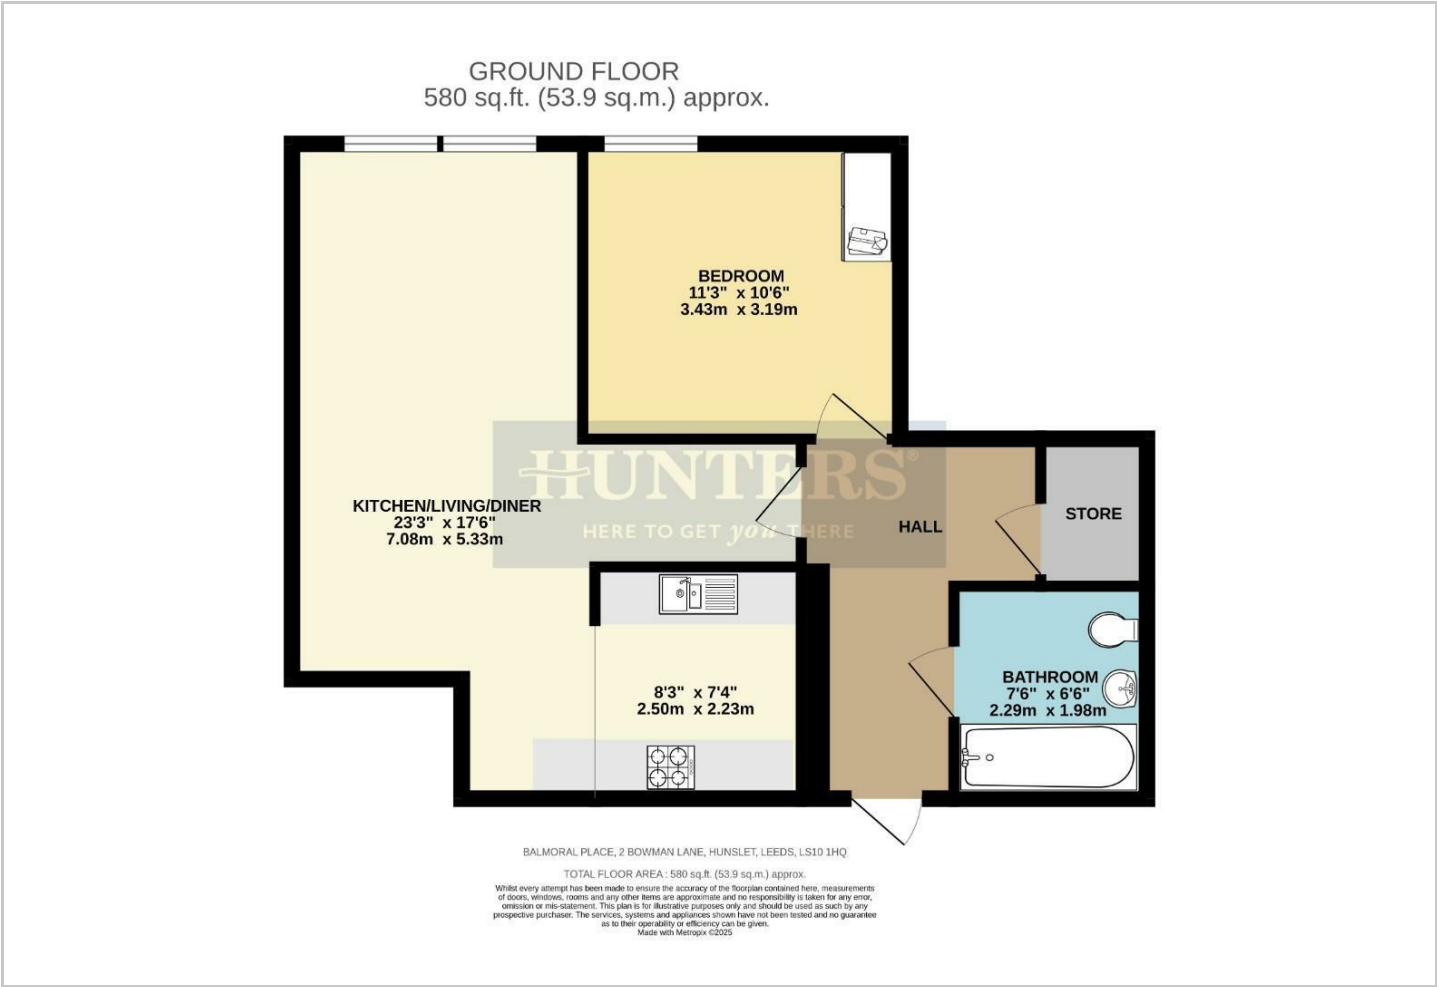 GROUND FLOOR
580 sq.ft. (53.9 sq.m.) approx.
BEDROOM
11'3" x 10'6"
3.43m x 3.19m
HUNTERS®
HERE TO GET you THERE
KITCHEN/LIVING/DINER
23'3" x 17'6"
7.08m x 5.33m
HALL
STORE
8'3" x 7'4"
2.50m x 2.23m
BATHROOM
7'6" x 6'6"
2.29m x 1.98m
BALMORAL PLACE, 2 BOWMAN LANE, HUNSLET, LEEDS, LS10 1HQ
TOTAL FLOOR AREA : 580 sq.ft. (53.9 sq.m.) approx.
Whilst every attempt has been made to ensure the accuracy of the floorplan contained here, measurements
of doors, windows, rooms and any other items are approximate and no responsibility is taken for any error,
omission or mis-statement. This plan is for illustrative purposes only and should be used as such by any
prospective purchaser. The services, systems and appliances shown have not been tested and no guarantee
as to their operability or efficiency can be given.
Made with Metropix ©2025